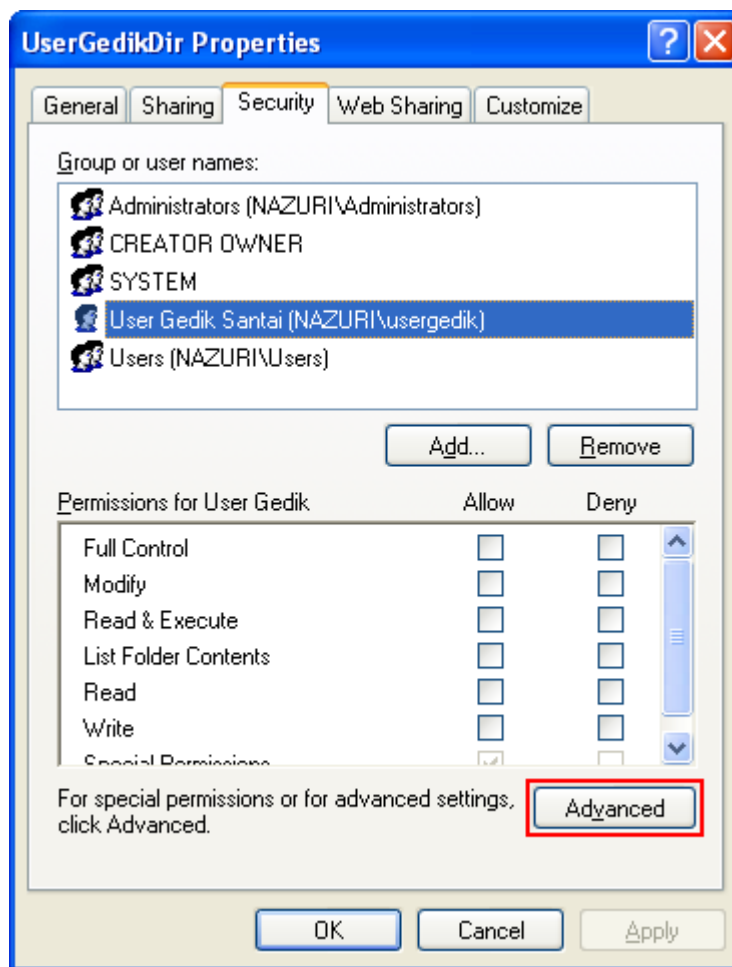 UserGedikDir Properties
General Sharing Security Web Sharing Customize
Group or user names:
Administrators (NAZURI\Administrators)
CREATOR OWNER
SYSTEM
User Gedik Santai (NAZURI\usergedik)
Users (NAZURI\Users)
Add... Remove
Permissions for User Gedik Allow Deny
Full Control
Modify
Read & Execute
List Folder Contents
Read
Write
Special Permissions
For special permissions or for advanced settings,
click Advanced.
Advanced
OK Cancel Apply